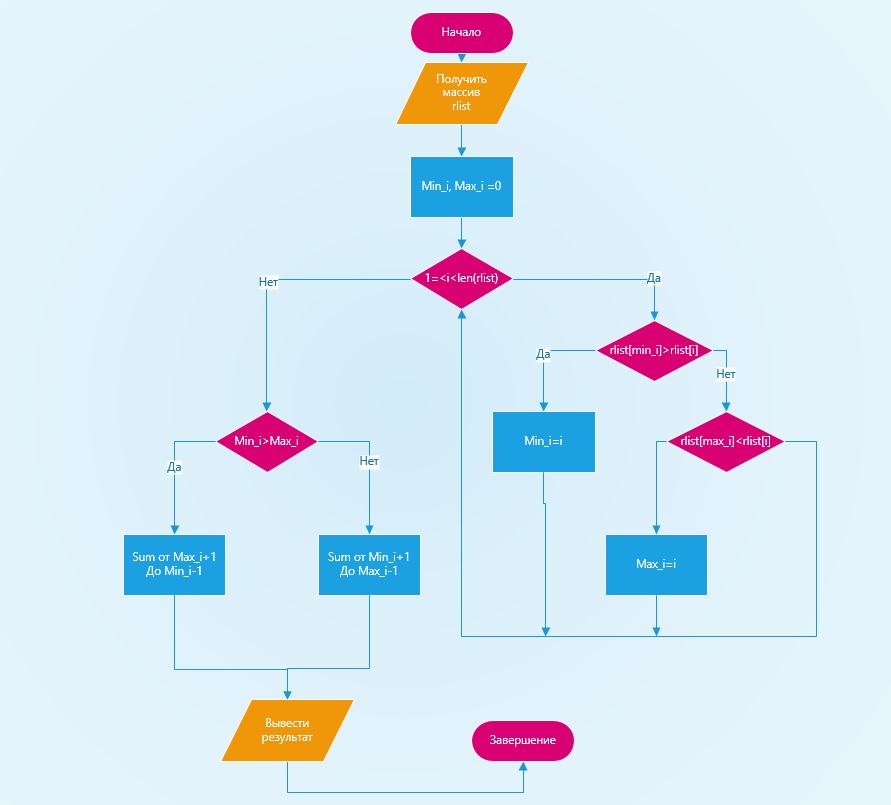 Начало
Получить
массив
rlist
Min_i, Max_i =0
1=<i<len(rlist)
Нет
Да
rlist[min_i]>rlist[i]
Да
Нет
Min_i=i
rlist[max_i]<rlist[i]
Max_i=i
Min_i>Max_i
Да
Нет
Sum от Max_i+1
До Min_i-1
Sum от Min_i+1
До Max_i-1
Вывести
результат
Завершение